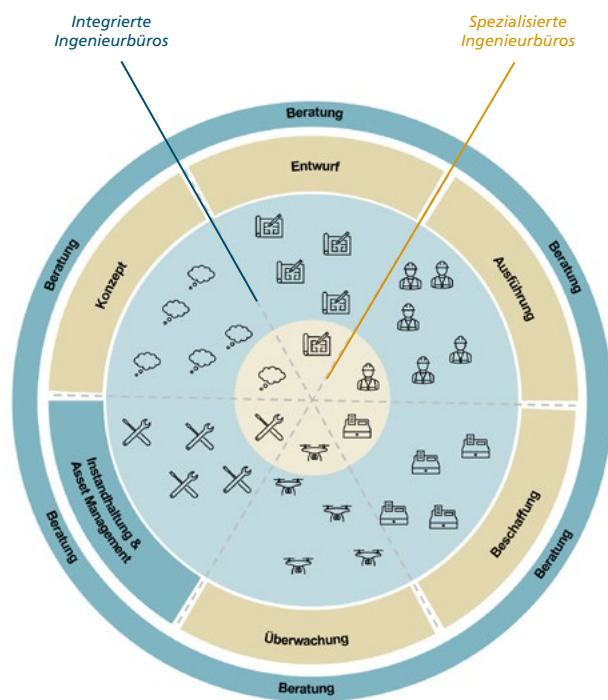 Integrierte
Ingenieurbüros
Spezialisierte
Ingenieurbüros
Beratung
Entwurf
Beratung
Konzept
Ausführung
Beratung
Instandhaltung &
Asset Management
Beschaffung
Beratung
Beratung
Überwachung
Beratung